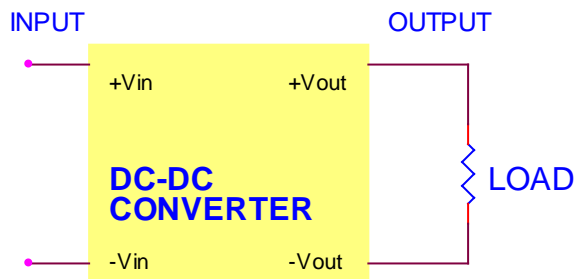 INPUT
OUTPUT
+Vin
+Vout
DC-DC
CONVERTER
LOAD
-Vin
-Vout